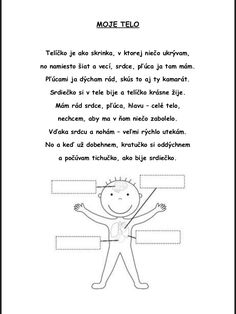 MOJE TELO
Telíčko je ako skrinka, v ktorej niečo ukrývam,
no namiesto šiat a vecí, srdce, pľúca ja tam mám.
Pľúcami ja dýcham rád, skús to aj ty kamarát.
Srdiečko si v tele bije a telíčko krásne žije.
Mám rád srdce, pľúca, hlavu – celé telo,
nechcem, aby ma v ňom niečo zabolelo.
Vďaka srdcu a nohám – veľmi rýchlo utekám.
No a keď už dobehnem, kratučko si oddýchnem
a počúvam tichučko, ako bije srdiečko.